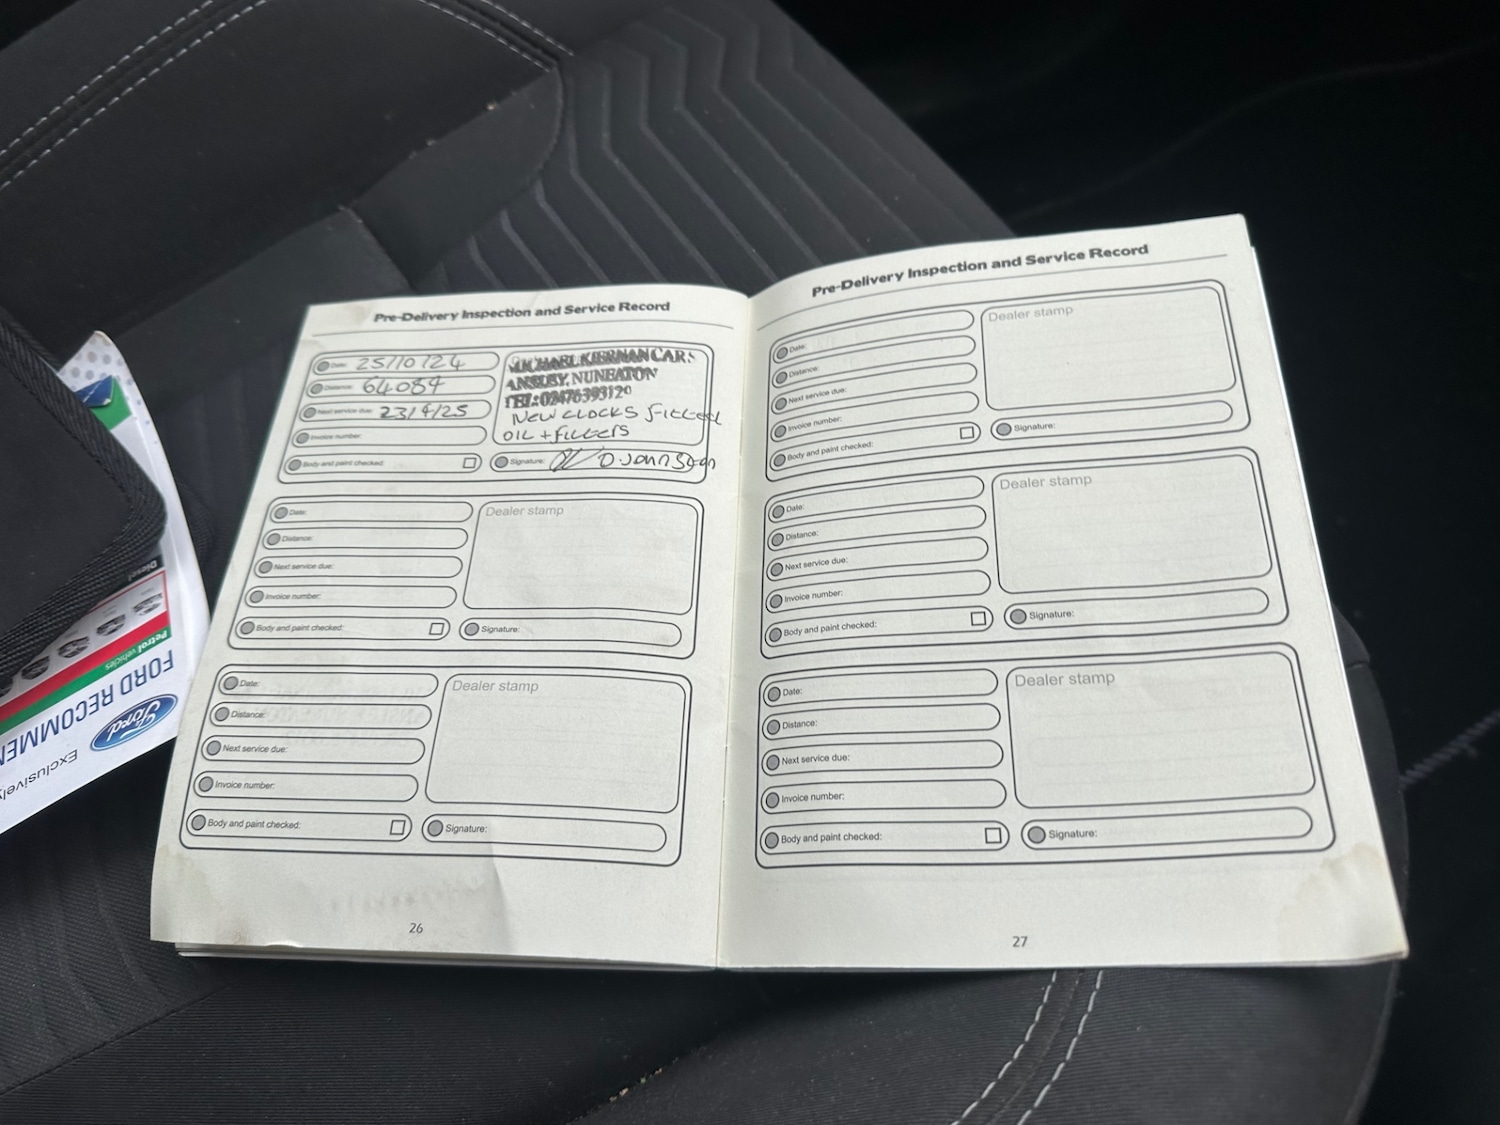 Pre-Delivery Inspection and Service Record
Date: 25/10/24
Distance: 64084
Next service due: 23/4/25
Invoice number:
Body and paint checked:
MICHAEL KIERNAN CARS
ANSLEY, NUNEATON
TEL: 02476393120
NEW CLOCKS fitted
OIL + filters
Signature: D Johnston
Date:
Distance:
Next service due:
Invoice number:
Body and paint checked:
Dealer stamp
Signature:
Date:
Distance:
Next service due:
Invoice number:
Body and paint checked:
Dealer stamp
Signature:
26
Pre-Delivery Inspection and Service Record
Date:
Distance:
Next service due:
Invoice number:
Body and paint checked:
Dealer stamp
Signature:
Date:
Distance:
Next service due:
Invoice number:
Body and paint checked:
Dealer stamp
Signature:
Date:
Distance:
Next service due:
Invoice number:
Body and paint checked:
Dealer stamp
Signature:
27
Exclusively
Ford
FORD RECOMMEN
Petrol vehicles
Diesel